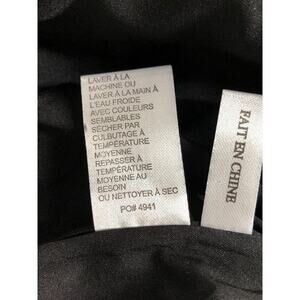 LAVER À LA
MACHINE OU
LAVER À LA MAIN À
L'EAU FROIDE
AVEC COULEURS
SEMBLABLES
SÉCHER PAR
CULBUTAGE À
TEMPÉRATURE
MOYENNE
REPASSER À
TEMPÉRATURE
MOYENNE AU
BESOIN
OU NETTOYER À SEC
PO# 4941
FAIT EN CHINE